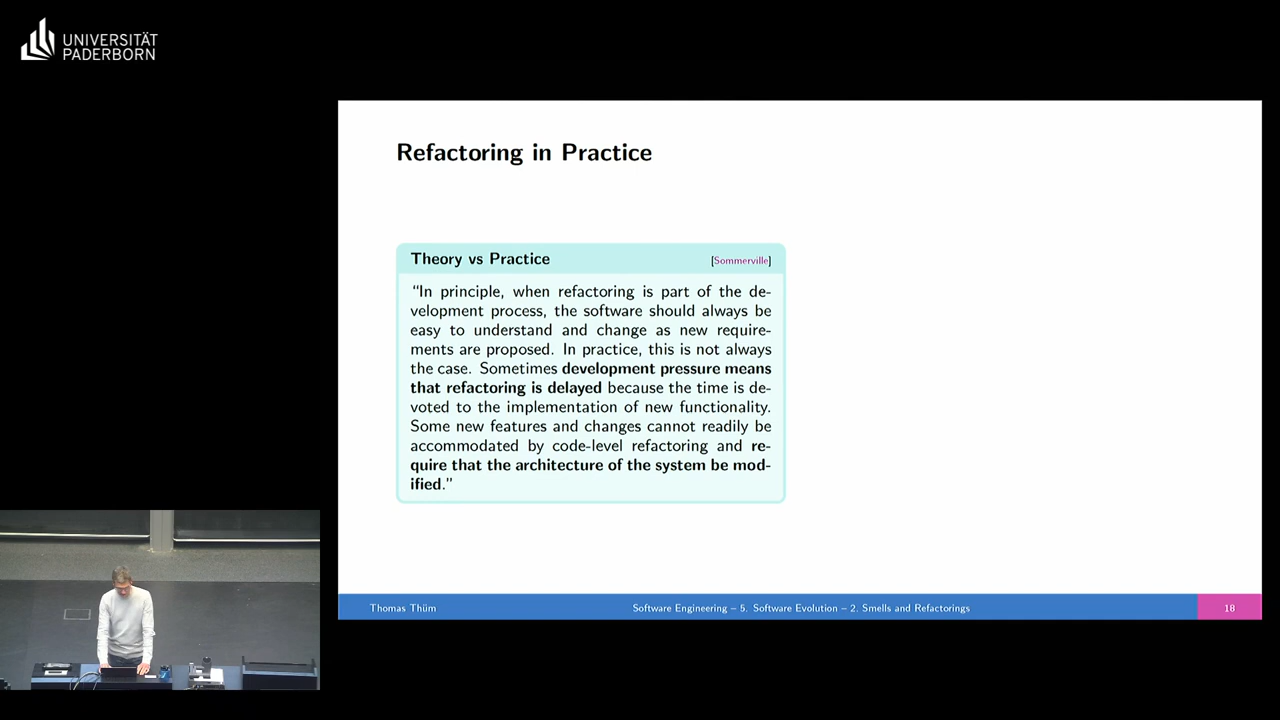 UNIVERSITÄT
PADERBORN
Refactoring in Practice
Theory vs Practice [Sommerville]
“In principle, when refactoring is part of the de-
velopment process, the software should always be
easy to understand and change as new require-
ments are proposed. In practice, this is not always
the case. Sometimes development pressure means
that refactoring is delayed because the time is de-
voted to the implementation of new functionality.
Some new features and changes cannot readily be
accommodated by code-level refactoring and re-
quire that the architecture of the system be mod-
ified.”
Thomas Thüm Software Engineering – 5. Software Evolution – 2. Smells and Refactorings 18